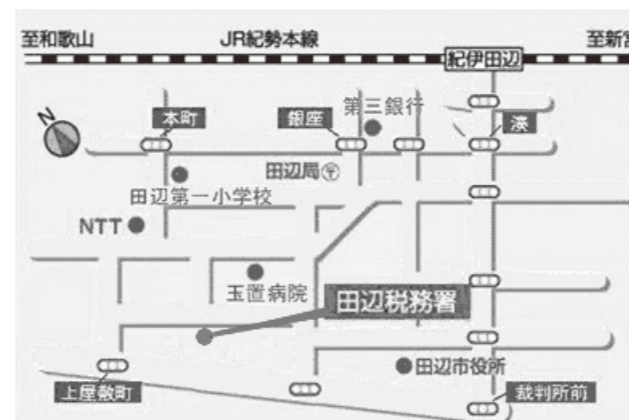 至和歌山
JR紀勢本線
至新宮
紀伊田辺
N
本町
銀座
第三銀行
湊
田辺局
田辺第一小学校
NTT
玉置病院
田辺税務署
田辺市役所
上屋敷町
裁判所前